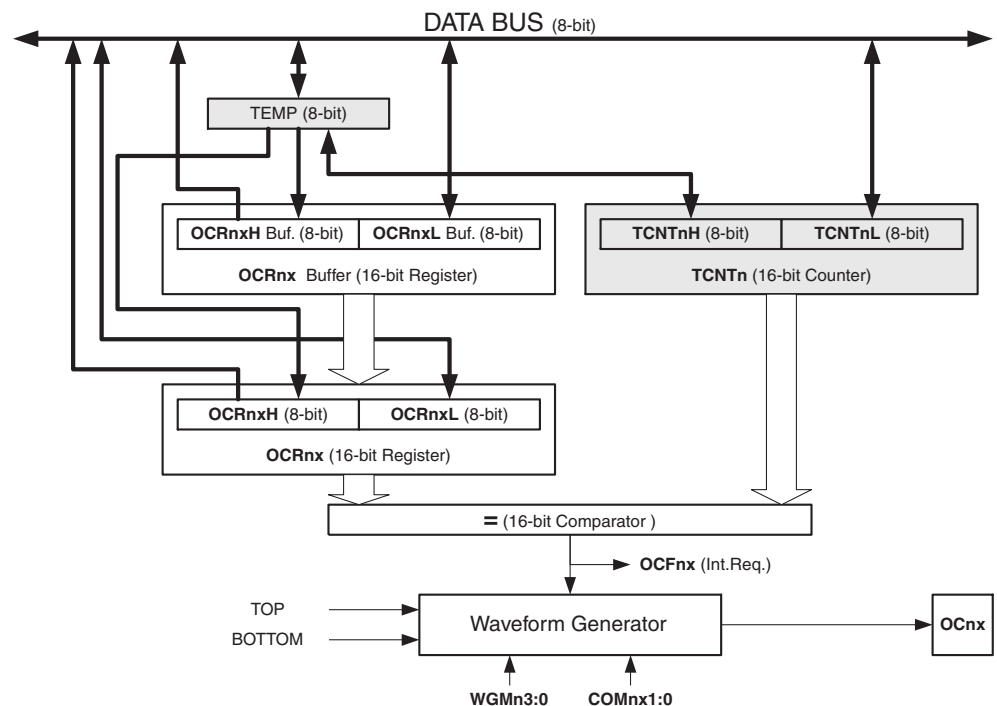 DATA BUS (8-bit)
TEMP (8-bit)
OCRnxH Buf. (8-bit) OCRnxL Buf. (8-bit)
OCRnx Buffer (16-bit Register)
TCNTnH (8-bit) TCNTnL (8-bit)
TCNTn (16-bit Counter)
OCRnxH (8-bit) OCRnxL (8-bit)
OCRnx (16-bit Register)
= (16-bit Comparator )
OCFnx (Int.Req.)
TOP
BOTTOM
Waveform Generator
OCnx
WGMn3:0 COMnx1:0